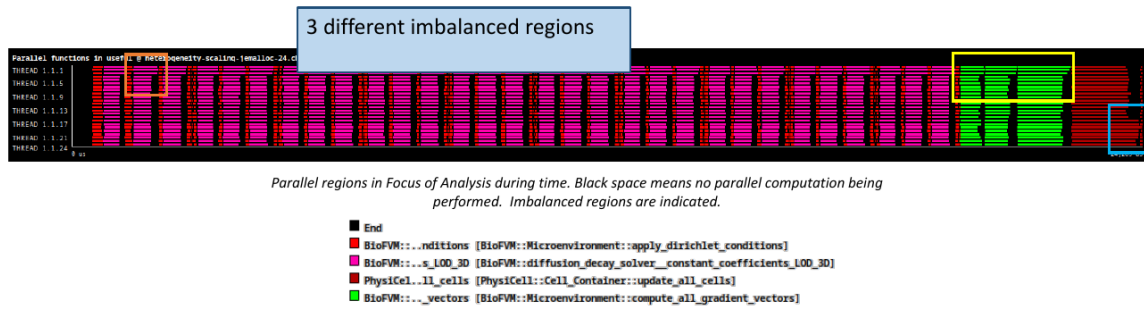 3 different imbalanced regions
Parallel functions in useful @ heterogeneity-scaling-jemalloc-24.c
THREAD 1.1.1
THREAD 1.1.5
THREAD 1.1.9
THREAD 1.1.13
THREAD 1.1.17
THREAD 1.1.21
THREAD 1.1.24
0 us
Parallel regions in Focus of Analysis during time. Black space means no parallel computation being
performed. Imbalanced regions are indicated.
End
BioFVM::..nditions [BioFVM::Microenvironment::apply_dirichlet_conditions]
BioFVM::..s_LOD_3D [BioFVM::diffusion_decay_solver__constant_coefficients_LOD_3D]
PhysiCel..ll_cells [PhysiCell::Cell_Container::update_all_cells]
BioFVM::.._vectors [BioFVM::Microenvironment::compute_all_gradient_vectors]